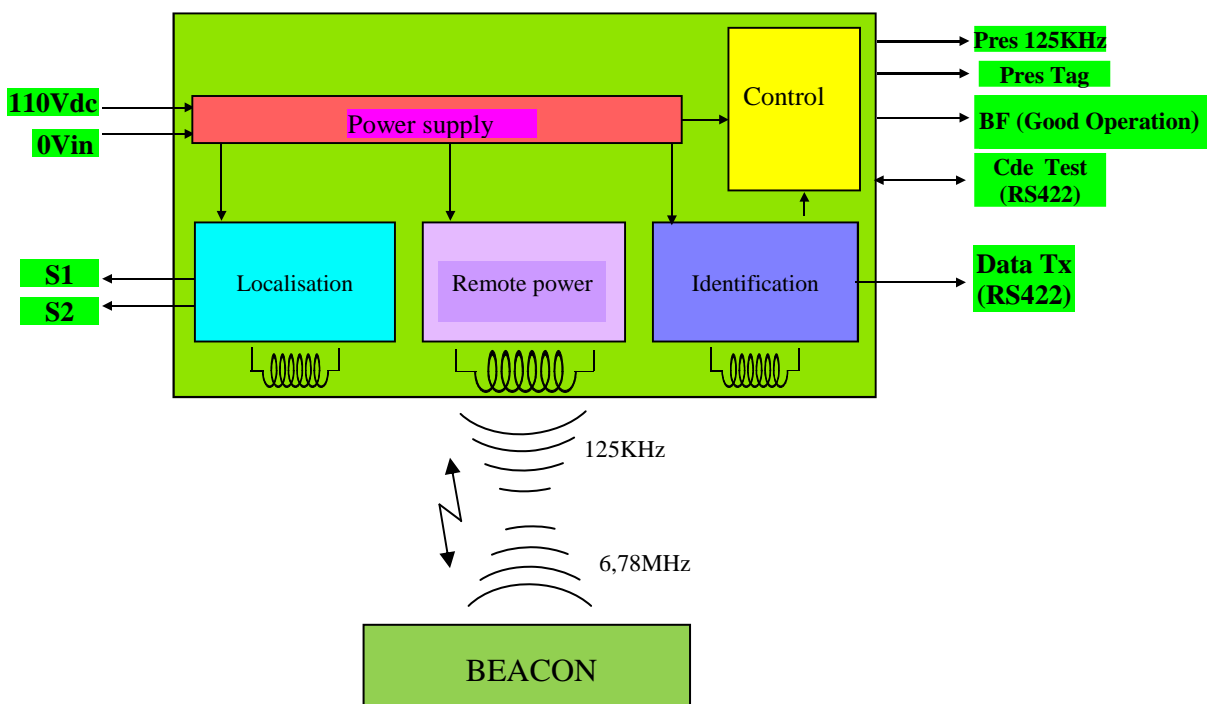 Pres 125KHz
Pres Tag
BF (Good Operation)
Cde Test
(RS422)
Data Tx
(RS422)
110Vdc
0Vin
S1
S2
Power supply
Control
Localisation
Remote power
Identification
125KHz
6,78MHz
BEACON